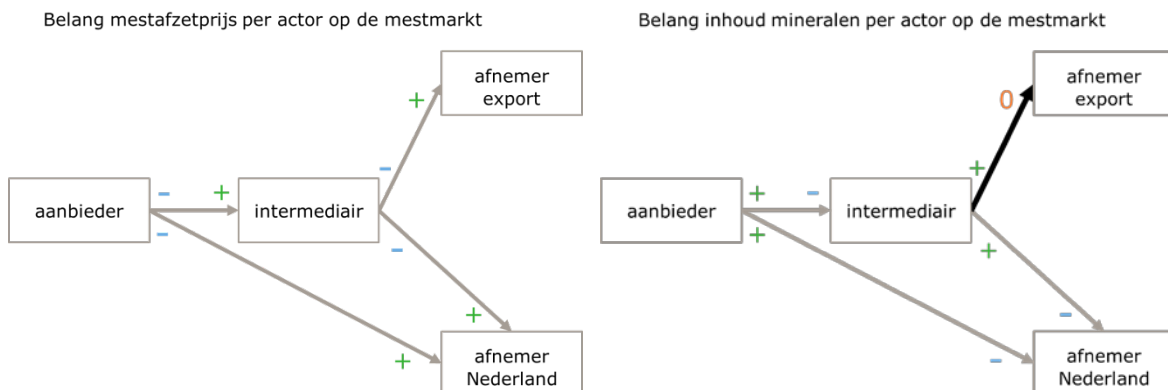 Belang mestafzetprijs per actor op de mestmarkt
afnemer
export
+
–
– +
aanbieder
intermediair
–
–
+
+
afnemer
Nederland
Belang inhoud mineralen per actor op de mestmarkt
afnemer
export
0
+
+ –
aanbieder
intermediair
+
+
–
–
afnemer
Nederland